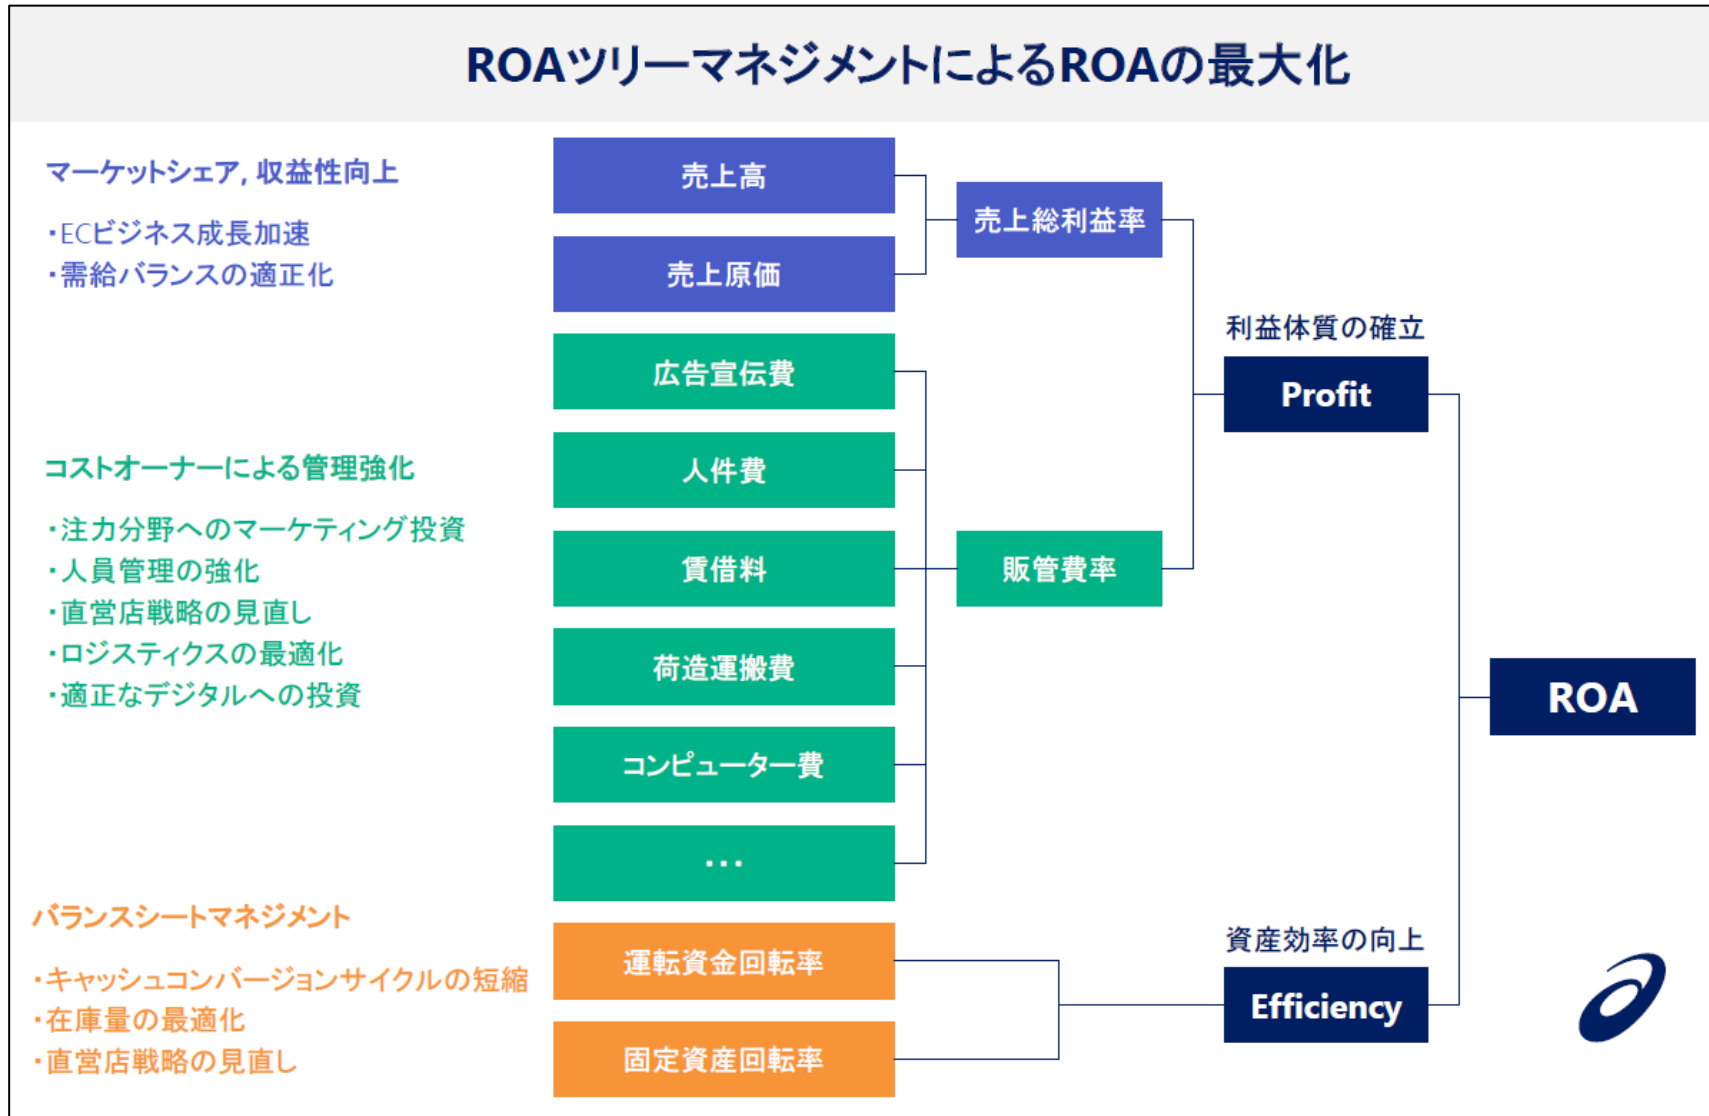 ROAツリーマネジメントによるROAの最大化
マーケットシェア, 収益性向上
・ECビジネス成長加速
・需給バランスの適正化
コストオーナーによる管理強化
・注力分野へのマーケティング投資
・人員管理の強化
・直営店戦略の見直し
・ロジスティクスの最適化
・適正なデジタルへの投資
バランスシートマネジメント
・キャッシュコンバージョンサイクルの短縮
・在庫量の最適化
・直営店戦略の見直し
売上高
売上原価
広告宣伝費
人件費
賃借料
荷造運搬費
コンピューター費
・・・
運転資金回転率
固定資産回転率
売上総利益率
販管費率
利益体質の確立
Profit
資産効率の向上
Efficiency
ROA